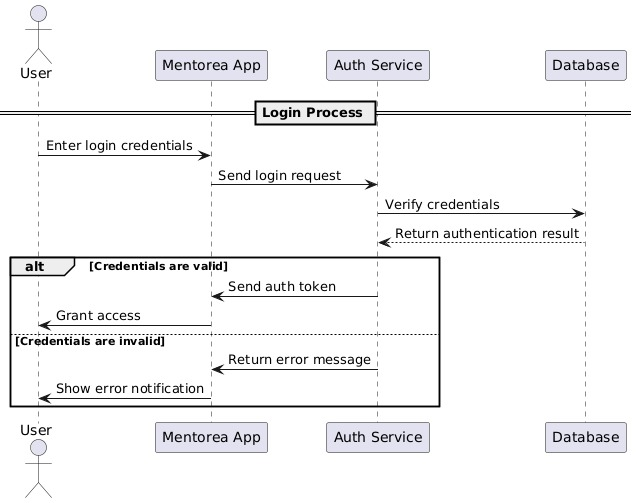 User
Mentorea App
Auth Service
Database
Login Process
Enter login credentials
Send login request
Verify credentials
Return authentication result
alt
[Credentials are valid]
Send auth token
Grant access
[Credentials are invalid]
Return error message
Show error notification
User
Mentorea App
Auth Service
Database